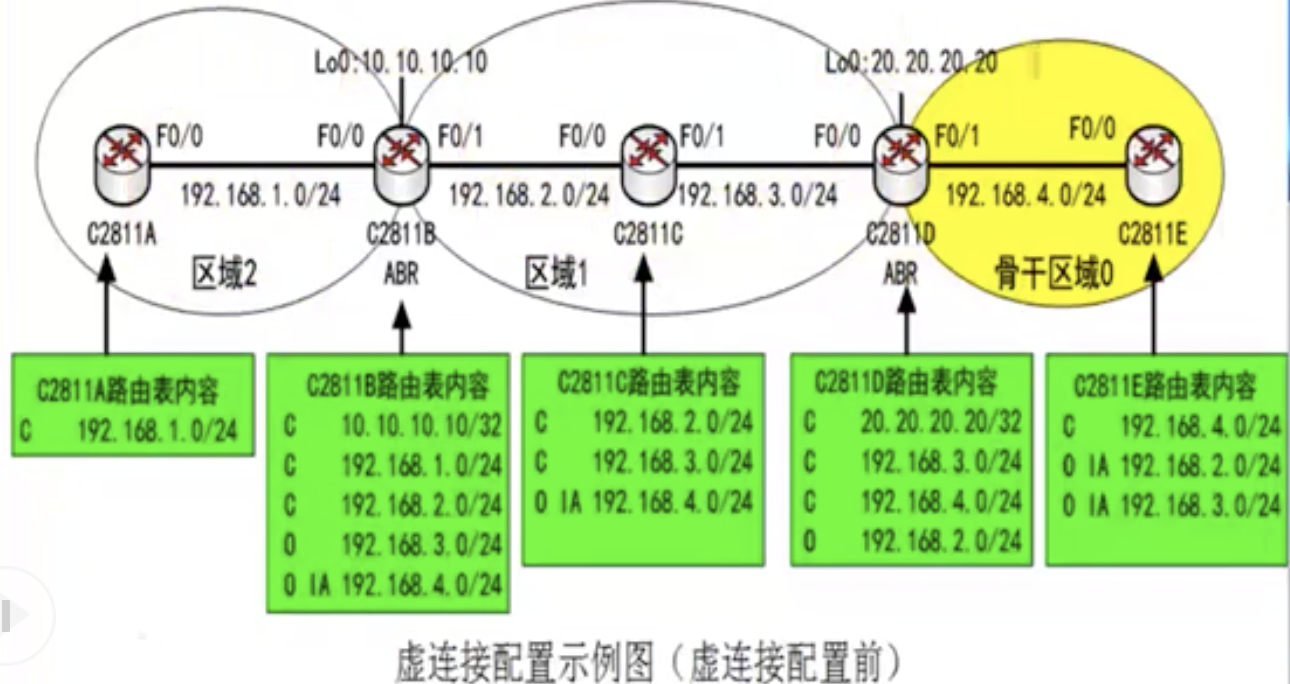 Lo0:10.10.10.10
Lo0:20.20.20.20
F0/0
F0/0
F0/1
F0/0
F0/1
F0/0
F0/1
F0/0
192.168.1.0/24
192.168.2.0/24
192.168.3.0/24
192.168.4.0/24
C2811A
C2811B
C2811C
C2811D
C2811E
区域2
ABR
区域1
ABR
骨干区域0
C2811A路由表内容
C 192.168.1.0/24
C2811B路由表内容
C 10.10.10.10/32
C 192.168.1.0/24
C 192.168.2.0/24
O 192.168.3.0/24
O IA 192.168.4.0/24
C2811C路由表内容
C 192.168.2.0/24
C 192.168.3.0/24
O IA 192.168.4.0/24
C2811D路由表内容
C 20.20.20.20/32
C 192.168.3.0/24
C 192.168.4.0/24
O 192.168.2.0/24
C2811E路由表内容
C 192.168.4.0/24
O IA 192.168.2.0/24
O IA 192.168.3.0/24
虚连接配置示例图（虚连接配置前）